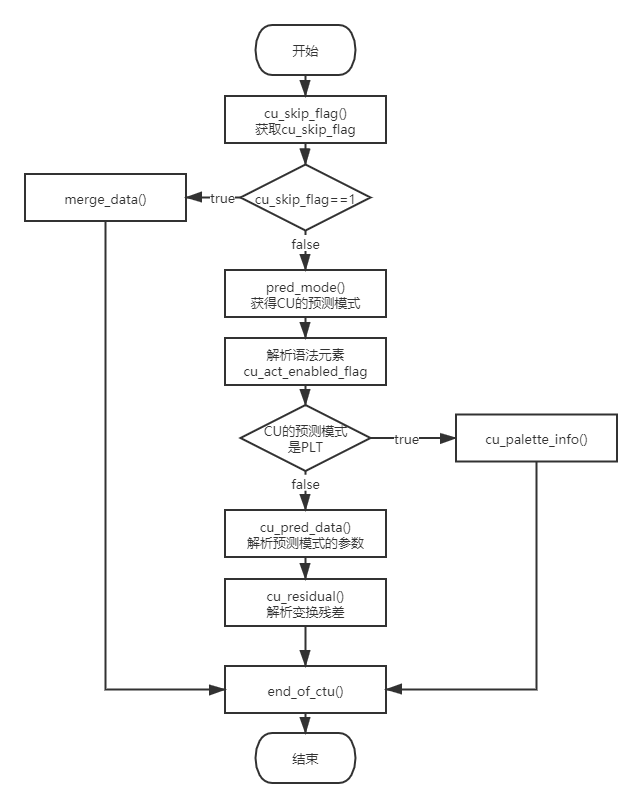 开始
cu_skip_flag()
获取cu_skip_flag
merge_data()
true
cu_skip_flag==1
false
pred_mode()
获得CU的预测模式
解析语法元素
cu_act_enabled_flag
CU的预测模式
是PLT
true
cu_palette_info()
false
cu_pred_data()
解析预测模式的参数
cu_residual()
解析变换残差
end_of_ctu()
结束